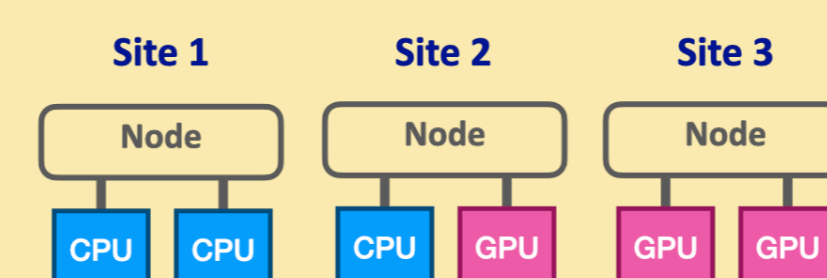 Site 1 Site 2 Site 3
Node Node Node
CPU CPU CPU GPU GPU GPU